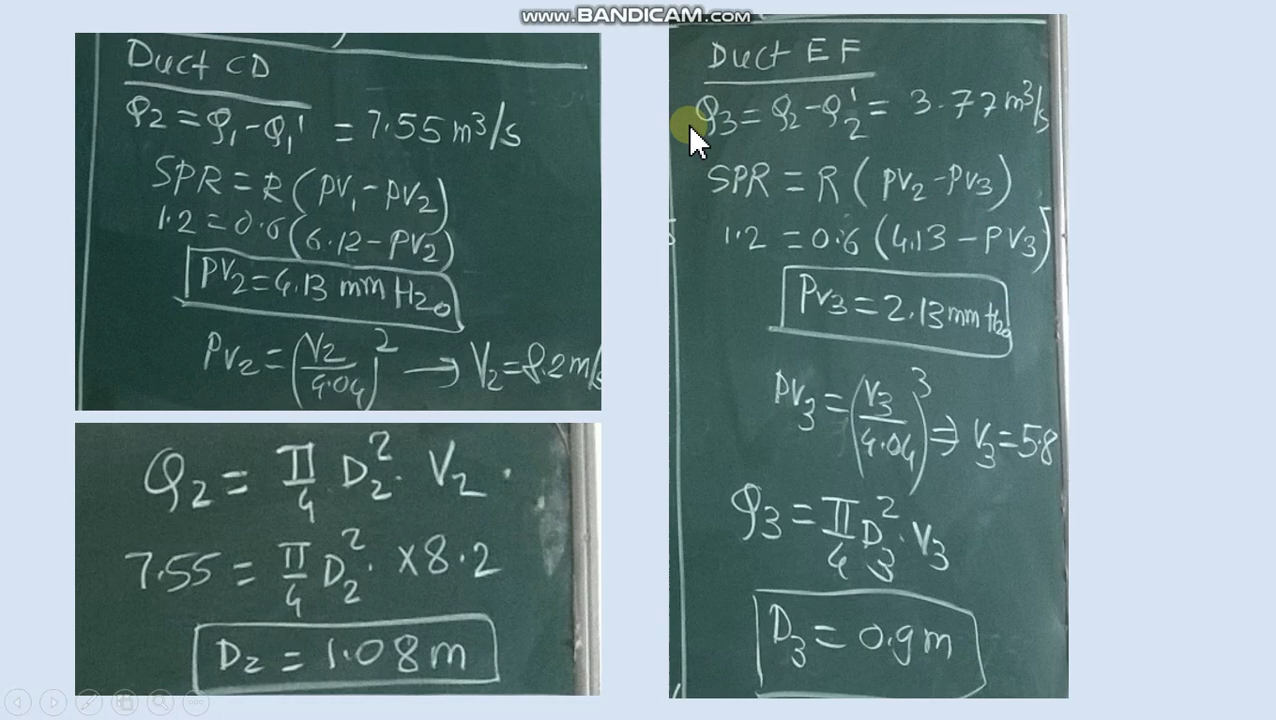 www.BANDICAM.com
Duct CD
Q2 = Q1 - Q1' = 7.55 m³/s
SPR = R (PV1 - PV2)
1.2 = 0.6 (6.12 - PV2)
PV2 = 4.13 mm H2O
PV2 = (V2/4.04)² → V2 = 8.2 m/s
Q2 = π/4 D2² . V2 .
7.55 = π/4 D2² . × 8.2
D2 = 1.08 m
Duct EF
Q3 = Q2 - Q2' = 3.77 m³/s
SPR = R (PV2 - PV3)
1.2 = 0.6 (4.13 - PV3)
PV3 = 2.13 mm H2O
PV3 = (V3/4.04)³ ⇒ V3 = 5.8
Q3 = π/4 D3² . V3
D3 = 0.9 m